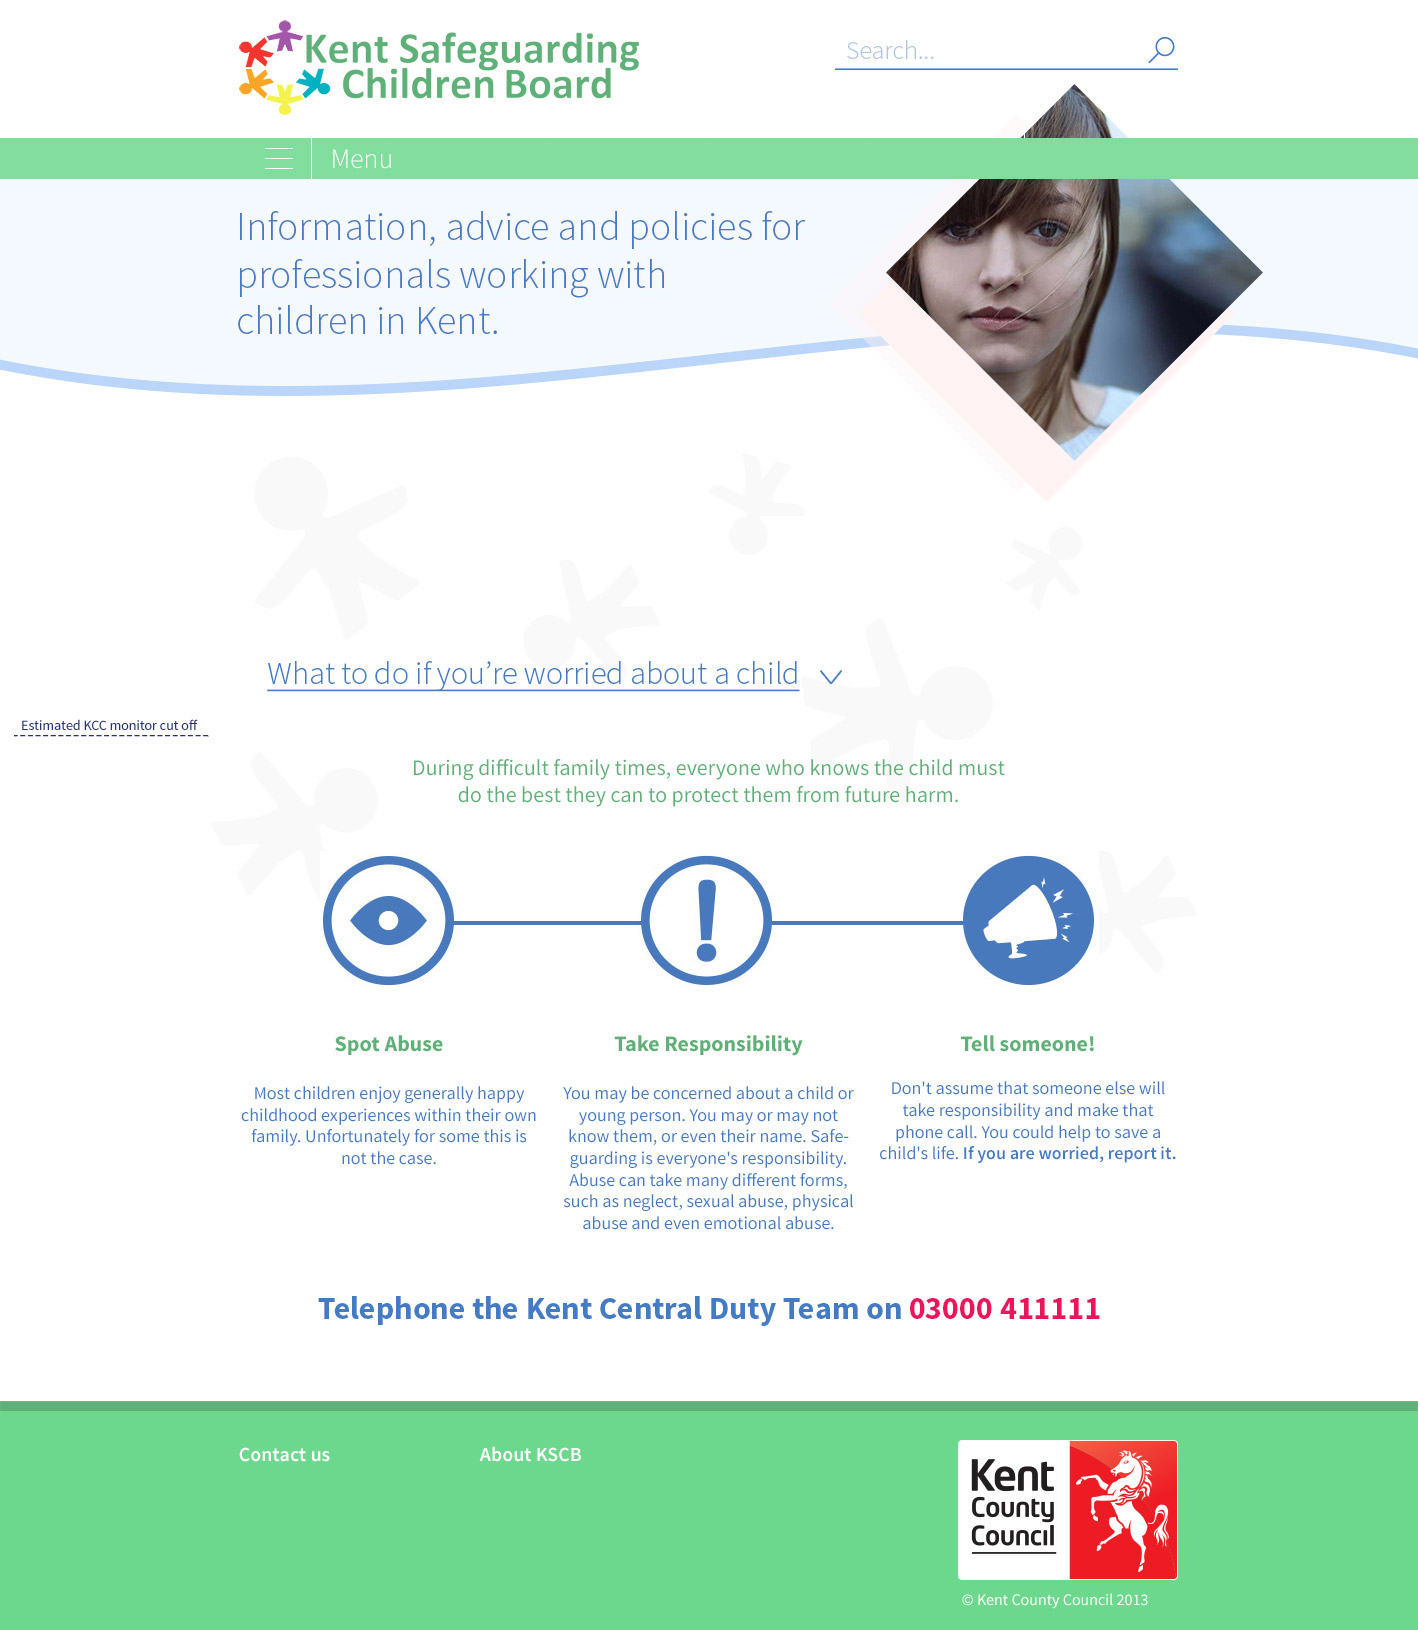 Kent Safeguarding
Children Board
Search...
Menu
Information, advice and policies for
professionals working with
children in Kent.
What to do if you’re worried about a child
Estimated KCC monitor cut off
During difficult family times, everyone who knows the child must
do the best they can to protect them from future harm.
Spot Abuse
Most children enjoy generally happy
childhood experiences within their own
family. Unfortunately for some this is
not the case.
Take Responsibility
You may be concerned about a child or
young person. You may or may not
know them, or even their name. Safe-
guarding is everyone's responsibility.
Abuse can take many different forms,
such as neglect, sexual abuse, physical
abuse and even emotional abuse.
Tell someone!
Don't assume that someone else will
take responsibility and make that
phone call. You could help to save a
child's life. If you are worried, report it.
Telephone the Kent Central Duty Team on 03000 411111
Contact us
About KSCB
Kent
County
Council
© Kent County Council 2013